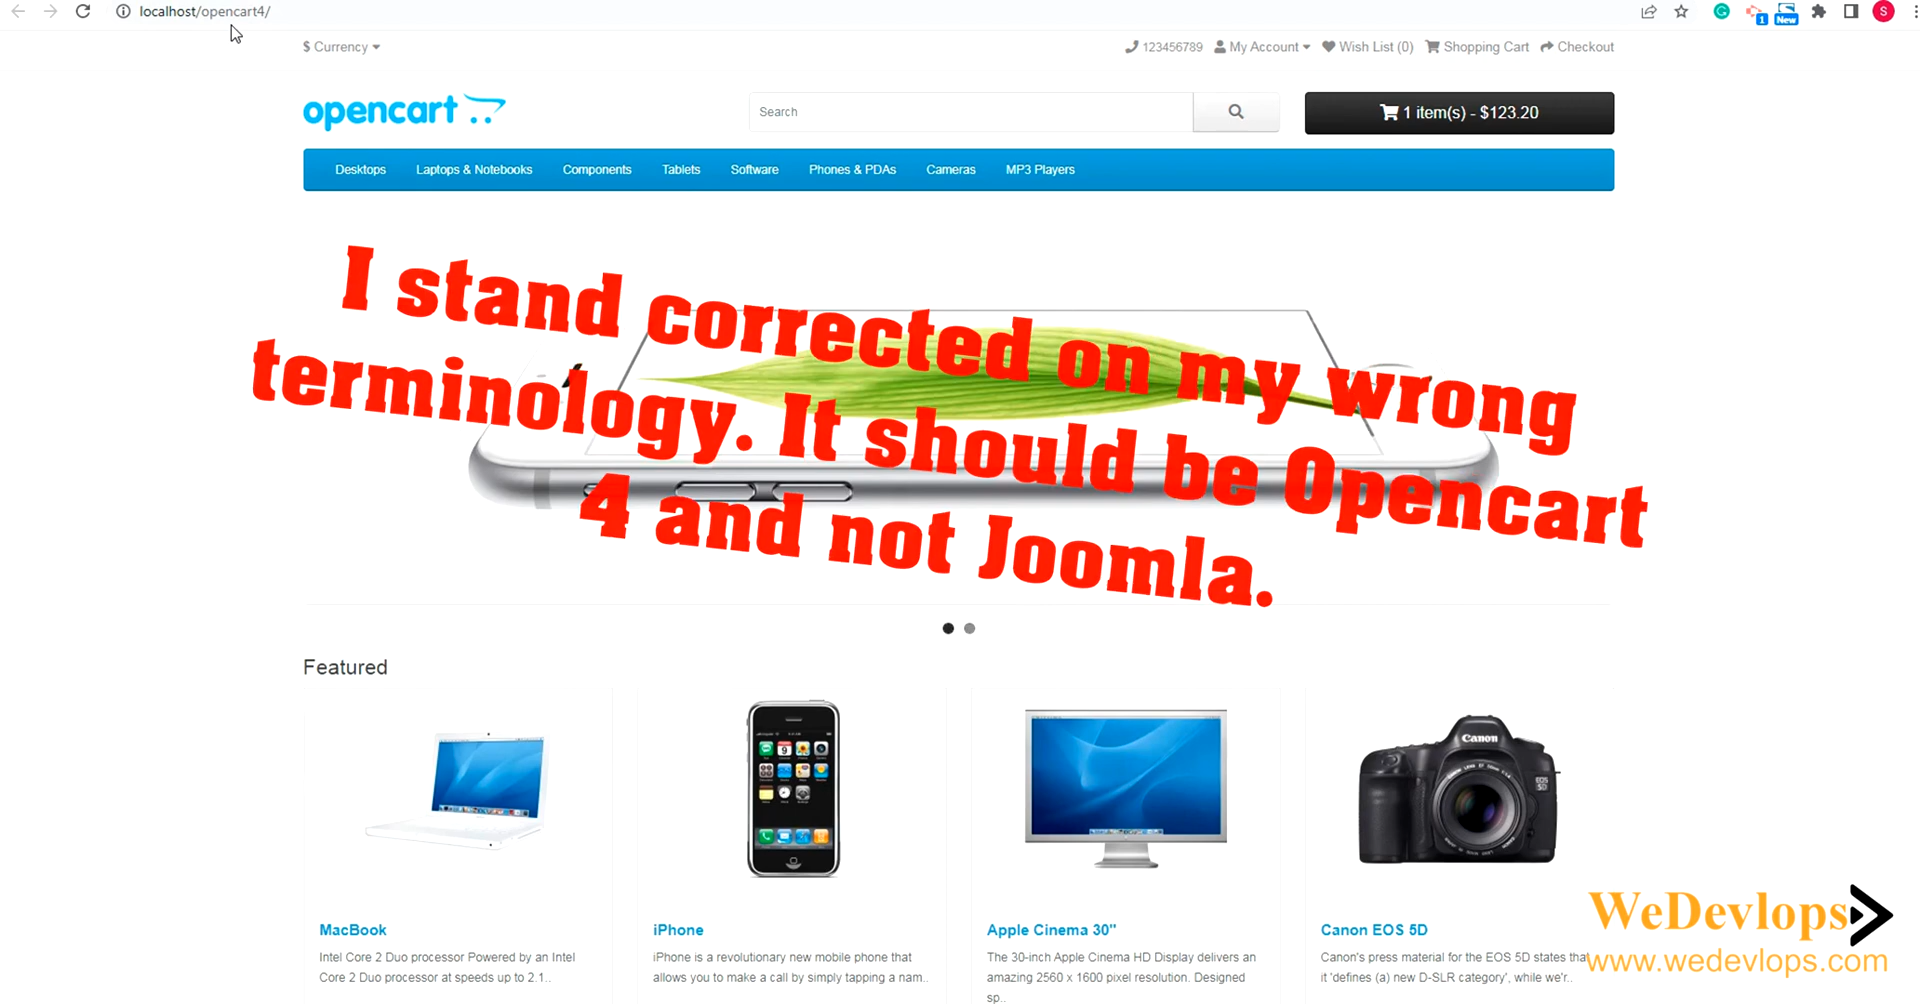 localhost/opencart4/
1
New
S
$ Currency
123456789 My Account Wish List (0) Shopping Cart Checkout
opencart
Search
1 item(s) - $123.20
Desktops Laptops & Notebooks Components Tablets Software Phones & PDAs Cameras MP3 Players
I stand corrected on my wrong
terminology. It should be Opencart
4 and not Joomla.
Featured
Canon
EOS
5D
MacBook
Intel Core 2 Duo processor Powered by an Intel
Core 2 Duo processor at speeds up to 2.1..
iPhone
iPhone is a revolutionary new mobile phone that
allows you to make a call by simply tapping a nam..
Apple Cinema 30"
The 30-inch Apple Cinema HD Display delivers an
amazing 2560 x 1600 pixel resolution. Designed
sp..
Canon EOS 5D
Canon's press material for the EOS 5D states that
it 'defines (a) new D-SLR category', while we'r..
WeDevlops
www.wedevlops.com